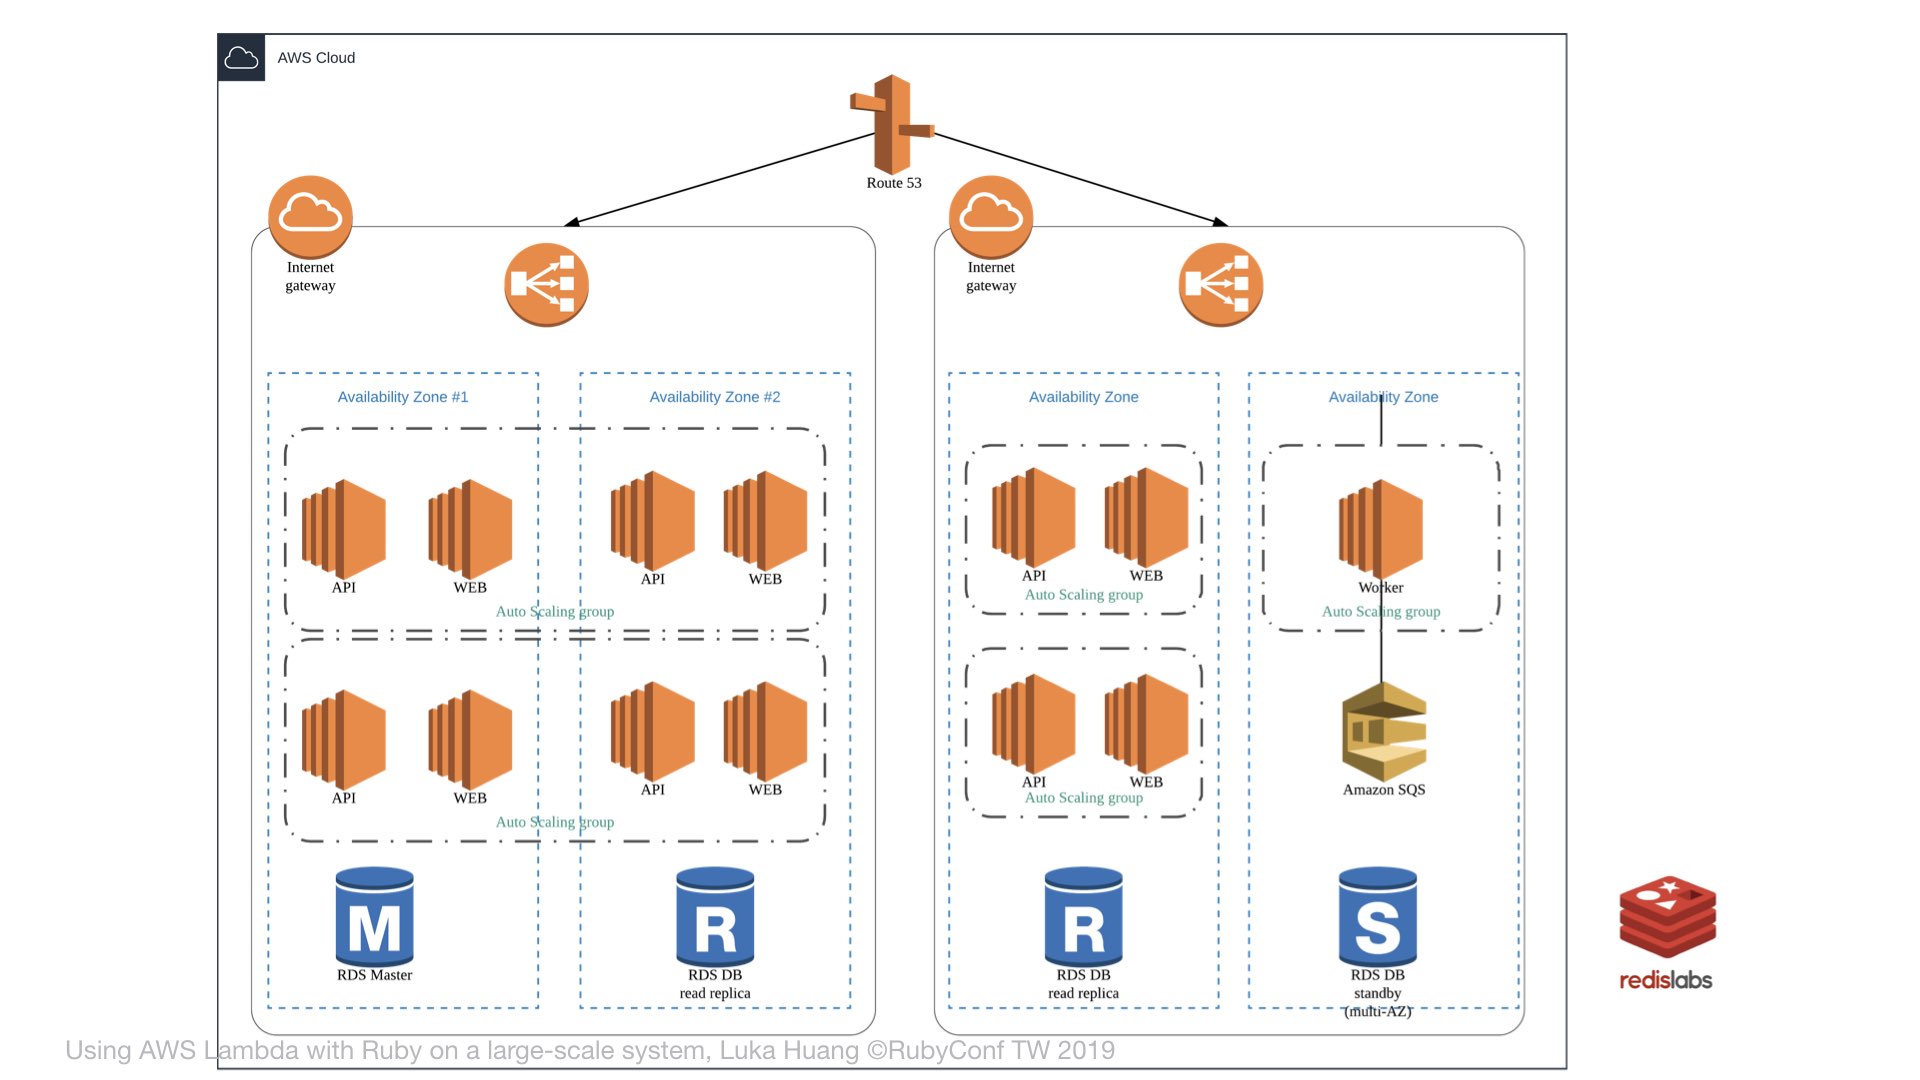 AWS Cloud
Route 53
Internet
gateway
Internet
gateway
Availability Zone #1
Availability Zone #2
Availability Zone
Availability Zone
API
WEB
API
WEB
Auto Scaling group
API
WEB
Auto Scaling group
Worker
Auto Scaling group
API
WEB
API
WEB
Auto Scaling group
API
WEB
Auto Scaling group
Amazon SQS
M
RDS Master
R
RDS DB
read replica
R
RDS DB
read replica
S
RDS DB
standby
(multi-AZ)
redislabs
Using AWS Lambda with Ruby on a large-scale system, Luka Huang ©RubyConf TW 2019